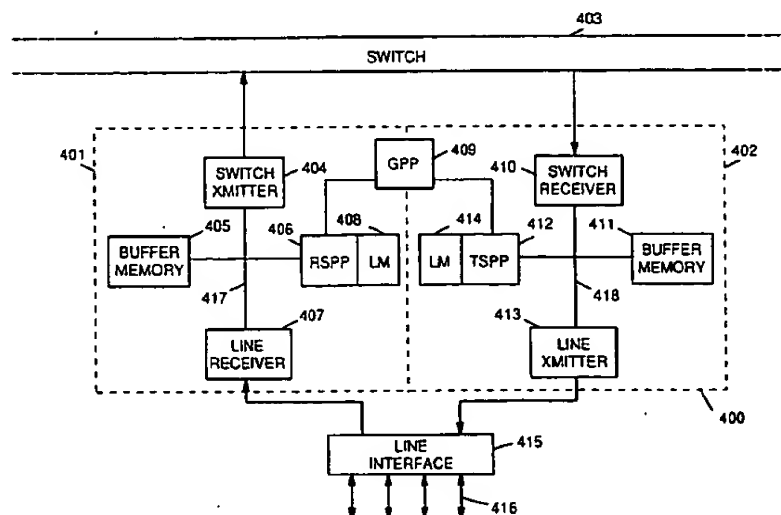 403
SWITCH
401
402
SWITCH
XMITTER
404
GPP
409
410
SWITCH
RECEIVER
405
BUFFER
MEMORY
406
408
RSPP
LM
414
412
LM
TSPP
411
BUFFER
MEMORY
417
418
407
LINE
RECEIVER
413
LINE
XMITTER
400
LINE
INTERFACE
415
416